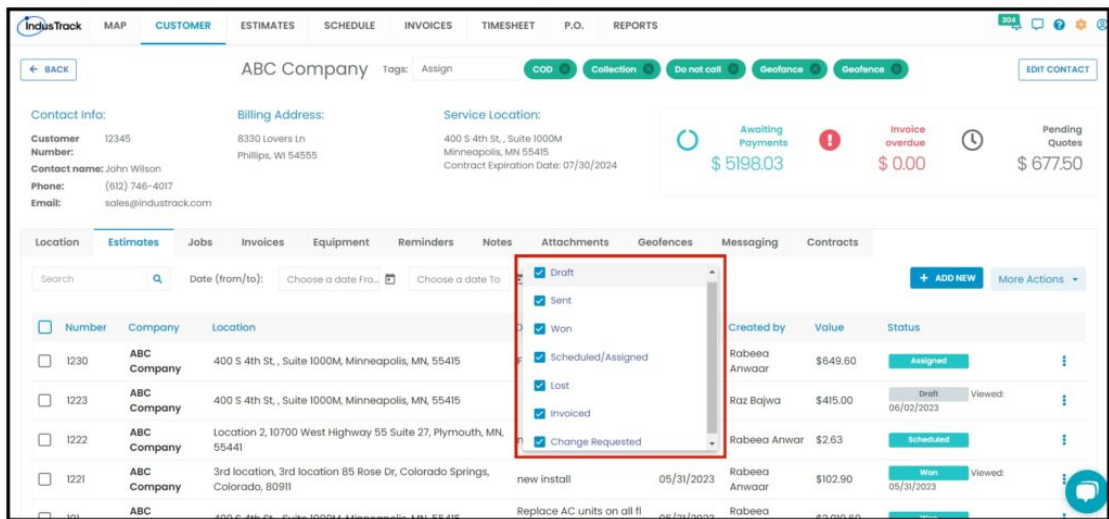 IndusTrack MAP CUSTOMER ESTIMATES SCHEDULE INVOICES TIMESHEET P.O. REPORTS 304
← BACK ABC Company Tags: Assign COD Collection Do not call Geofance Geofence EDIT CONTACT
Contact Info: Billing Address: Service Location:
Customer Number: 12345
Contact name: John Wilson
Phone: (612) 746-4017
Email: sales@industrack.com
8330 Lovers Ln
Phillips, WI 54555
400 S 4th St, , Suite 1000M
Minneapolis, MN 55415
Contract Expiration Date: 07/30/2024
Awaiting Payments
$ 5198.03
Invoice overdue
$ 0.00
Pending Quotes
$ 677.50
Location Estimates Jobs Invoices Equipment Reminders Notes Attachments Geofences Messaging Contracts
Search Date (from/to): Choose a date Fro... Choose a date To + ADD NEW More Actions
Draft
Sent
Won
Scheduled/Assigned
Lost
Invoiced
Change Requested
Number Company Location Created by Value Status
1230 ABC Company 400 S 4th St, , Suite 1000M, Minneapolis, MN, 55415 Rabeea Anwaar $649.60 Assigned
1223 ABC Company 400 S 4th St, , Suite 1000M, Minneapolis, MN, 55415 Raz Bajwa $415.00 Draft Viewed: 06/02/2023
1222 ABC Company Location 2, 10700 West Highway 55 Suite 27, Plymouth, MN, 55441 Rabeea Anwar $2.63 Scheduled
1221 ABC Company 3rd location, 3rd location 85 Rose Dr, Colorado Springs, Colorado, 80911 new install 05/31/2023 Rabeea Anwaar $102.90 Won Viewed: 05/31/2023
ABC Replace AC units on all fl Rabeea